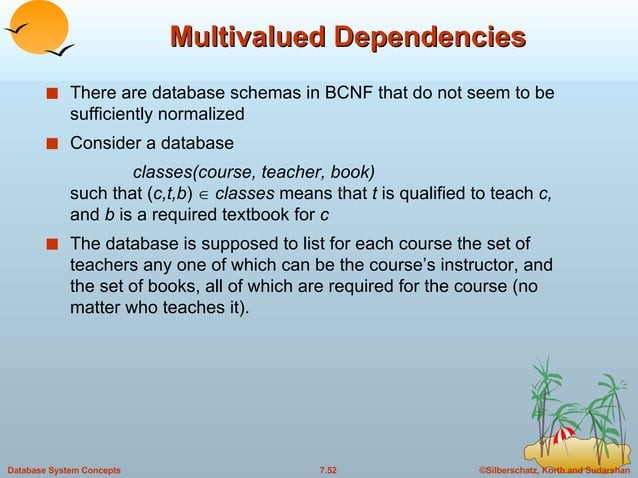 Multivalued Dependencies
There are database schemas in BCNF that do not seem to be
sufficiently normalized
Consider a database
classes(course, teacher, book)
such that (c,t,b) ∈ classes means that t is qualified to teach c,
and b is a required textbook for c
The database is supposed to list for each course the set of
teachers any one of which can be the course’s instructor, and
the set of books, all of which are required for the course (no
matter who teaches it).
Database System Concepts
7.52
©Silberschatz, Korth and Sudarshan